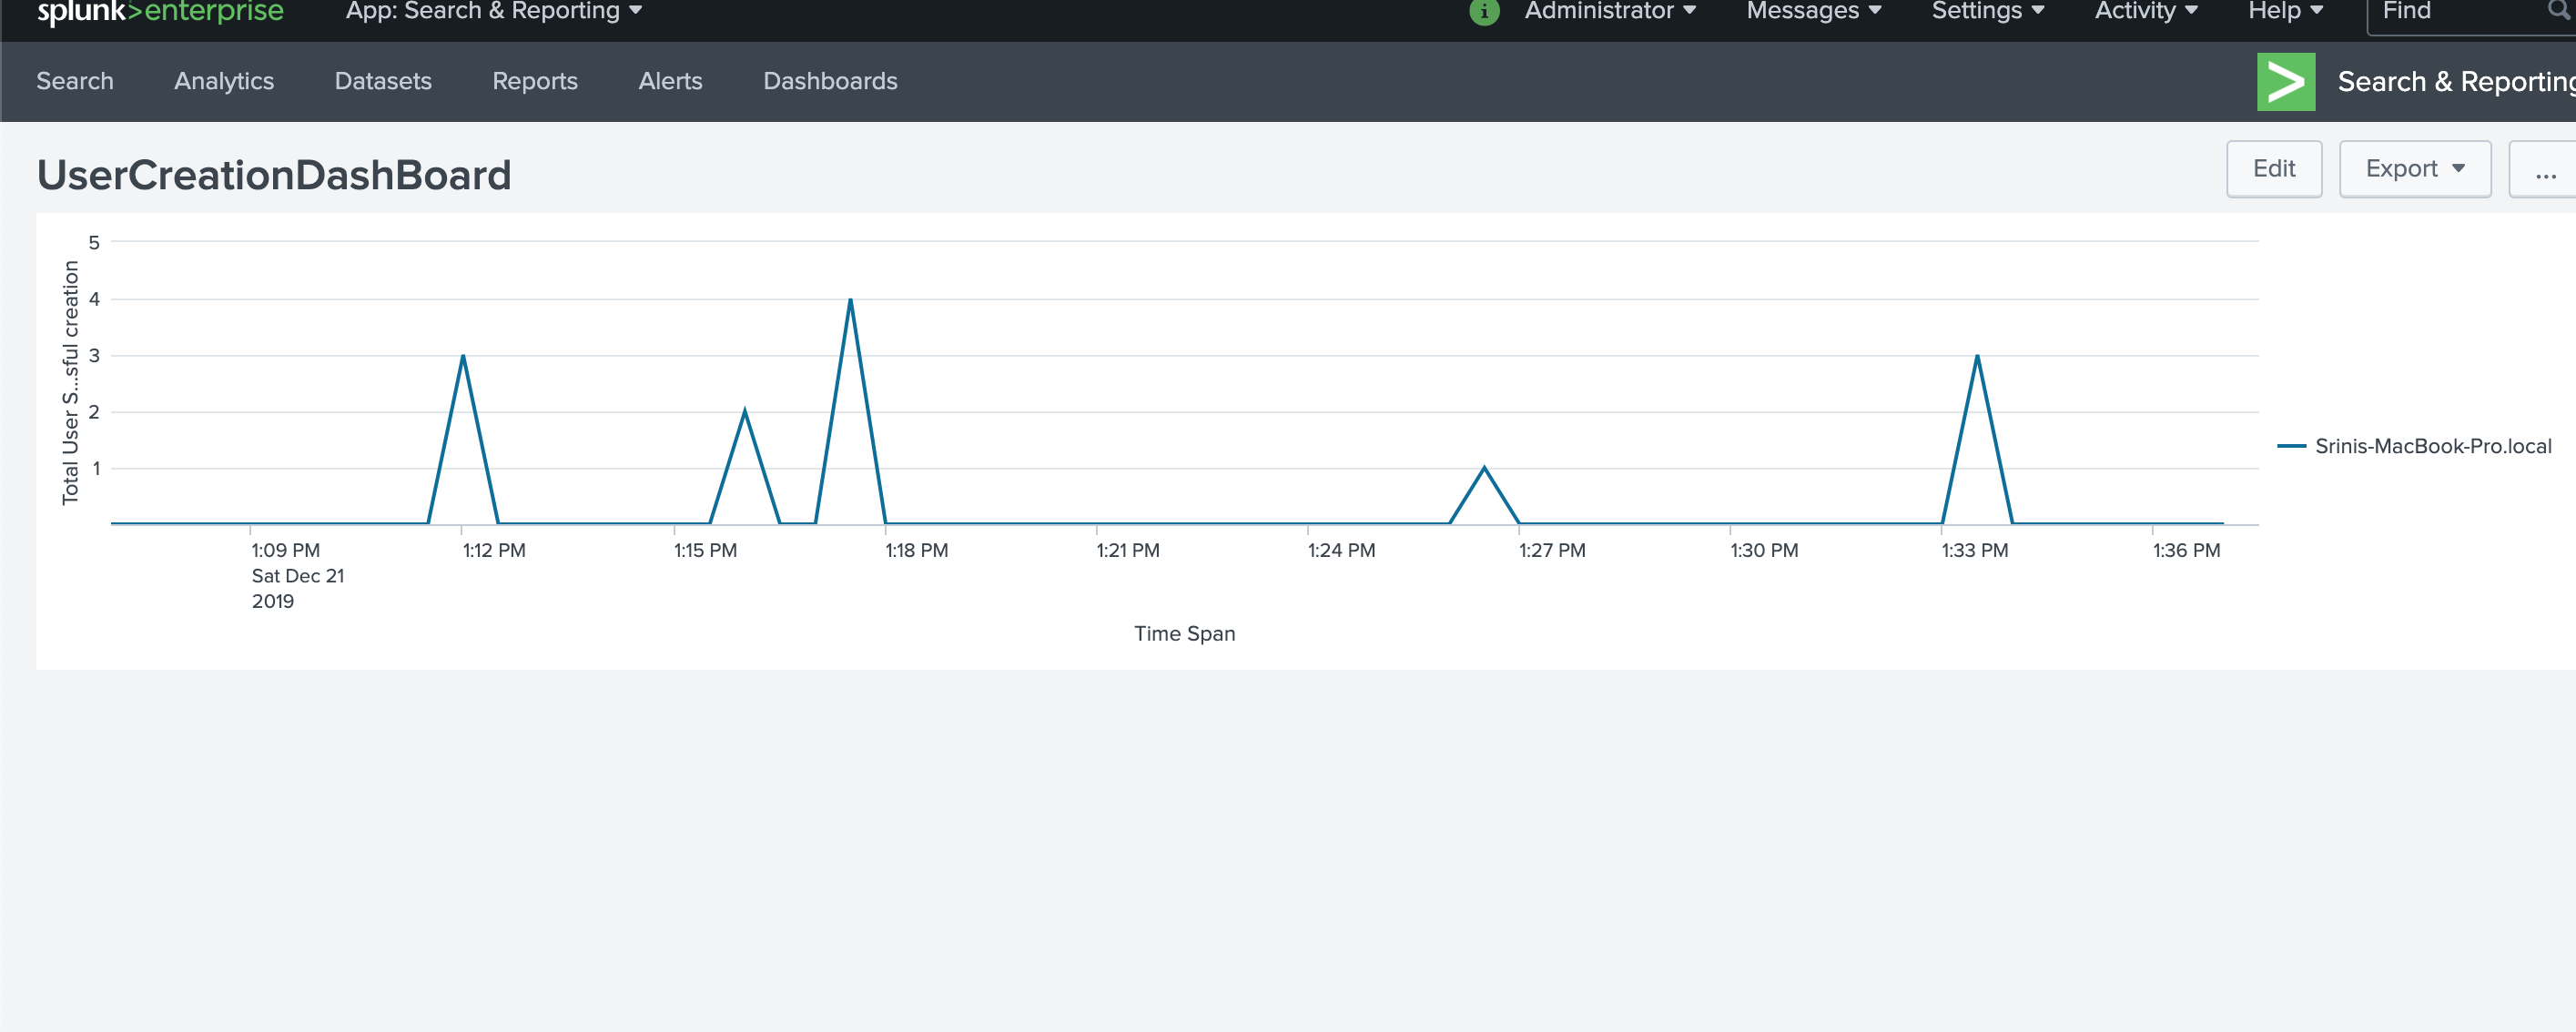 splunk>enterprise App: Search & Reporting Administrator Messages Settings Activity Help Find
Search Analytics Datasets Reports Alerts Dashboards Search & Reporting
UserCreationDashBoard Edit Export ...
Total User S...sful creation
5
4
3
2
1
Srinis-MacBook-Pro.local
1:09 PM 1:12 PM 1:15 PM 1:18 PM 1:21 PM 1:24 PM 1:27 PM 1:30 PM 1:33 PM 1:36 PM
Sat Dec 21
2019
Time Span